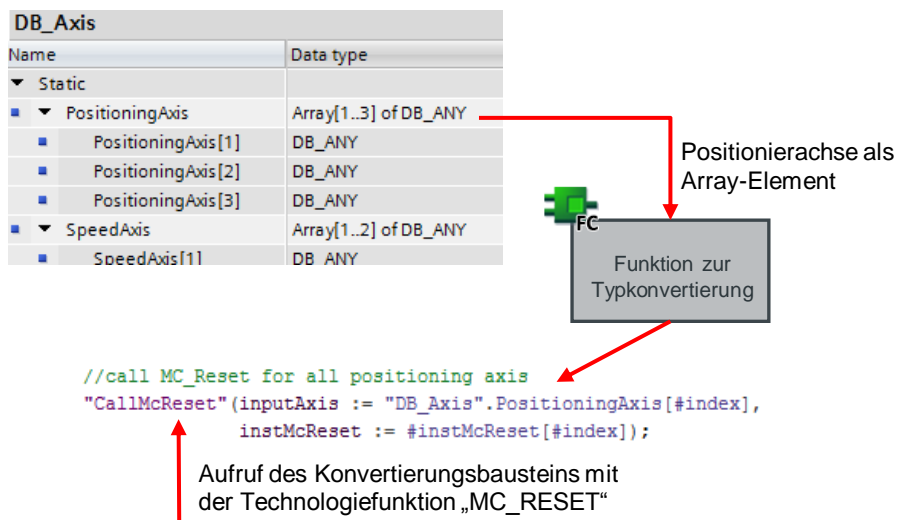 DB_Axis
Name Data type
Static
PositioningAxis Array[1..3] of DB_ANY
PositioningAxis[1] DB_ANY
PositioningAxis[2] DB_ANY
PositioningAxis[3] DB_ANY
SpeedAxis Array[1..2] of DB_ANY
SpeedAxis[1] DB_ANY
Positionierachse als
Array-Element
FC
Funktion zur
Typkonvertierung
//call MC_Reset for all positioning axis
"CallMcReset"(inputAxis := "DB_Axis".PositioningAxis[#index],
instMcReset := #instMcReset[#index]);
Aufruf des Konvertierungsbausteins mit
der Technologiefunktion „MC_RESET“